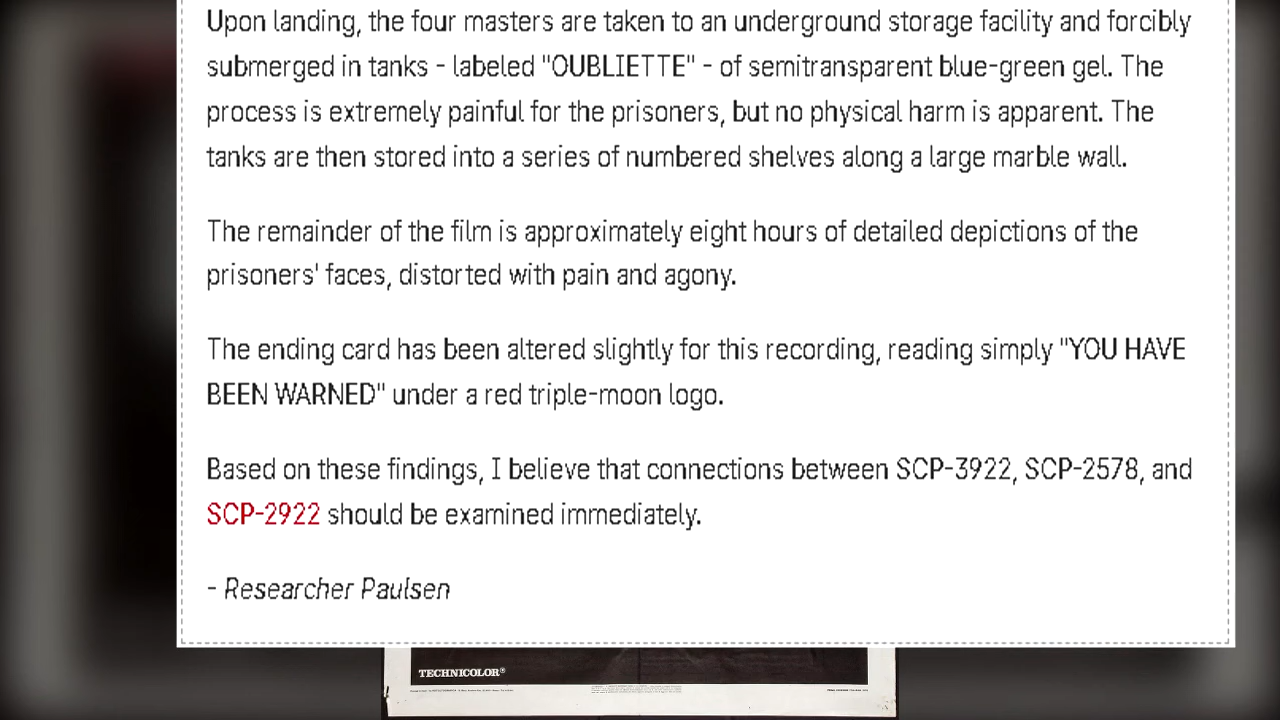 Upon landing, the four masters are taken to an underground storage facility and forcibly
submerged in tanks - labeled "OUBLIETTE" - of semitransparent blue-green gel. The
process is extremely painful for the prisoners, but no physical harm is apparent. The
tanks are then stored into a series of numbered shelves along a large marble wall.
The remainder of the film is approximately eight hours of detailed depictions of the
prisoners' faces, distorted with pain and agony.
The ending card has been altered slightly for this recording, reading simply "YOU HAVE
BEEN WARNED" under a red triple-moon logo.
Based on these findings, I believe that connections between SCP-3922, SCP-2578, and
SCP-2922 should be examined immediately.
- Researcher Paulsen
TECHNICOLOR®